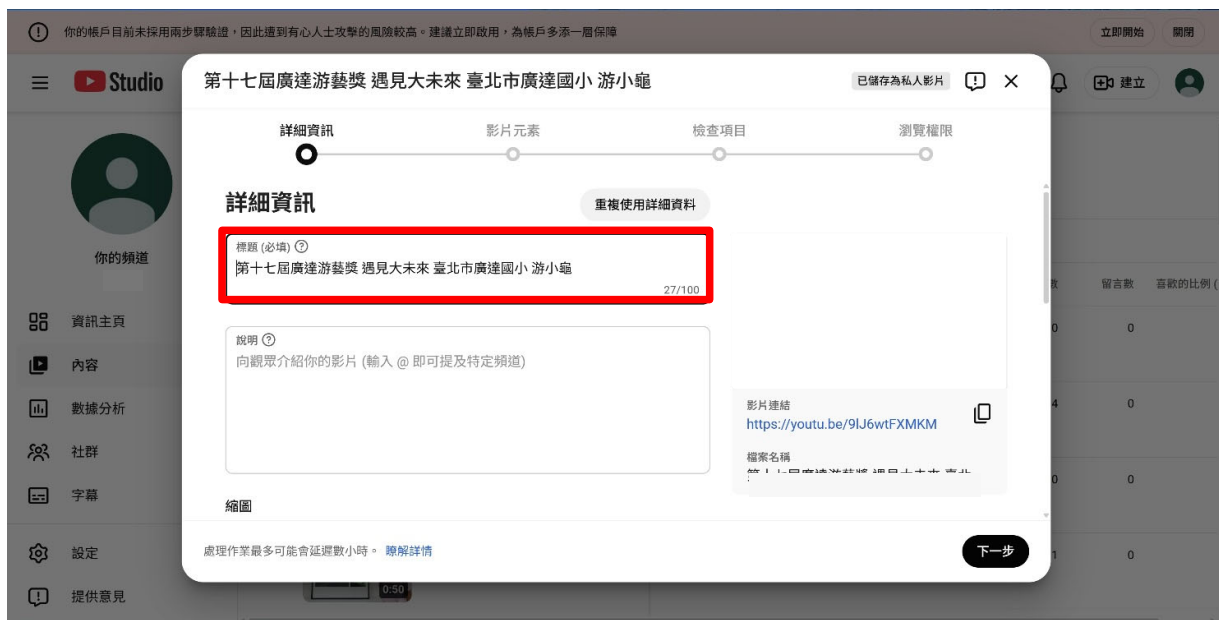 你的帳戶目前未採用兩步驟驗證，因此遭到有心人士攻擊的風險較高。建議立即啟用，為帳戶多添一層保障
立即開始
關閉
Studio
建立
你的頻道
資訊主頁
內容
數據分析
社群
字幕
設定
提供意見
第十七屆廣達游藝獎 遇見大未來 臺北市廣達國小 游小龜
已儲存為私人影片
詳細資訊
影片元素
檢查項目
瀏覽權限
詳細資訊
重複使用詳細資料
標題 (必填)
第十七屆廣達游藝獎 遇見大未來 臺北市廣達國小 游小龜
27/100
說明
向觀眾介紹你的影片 (輸入 @ 即可提及特定頻道)
影片連結
https://youtu.be/9lJ6wtFXMKM
檔案名稱
縮圖
處理作業最多可能會延遲數小時。 瞭解詳情
下一步
數
留言數
喜歡的比例 (
0
0
4
0
0
0
1
0
0:50